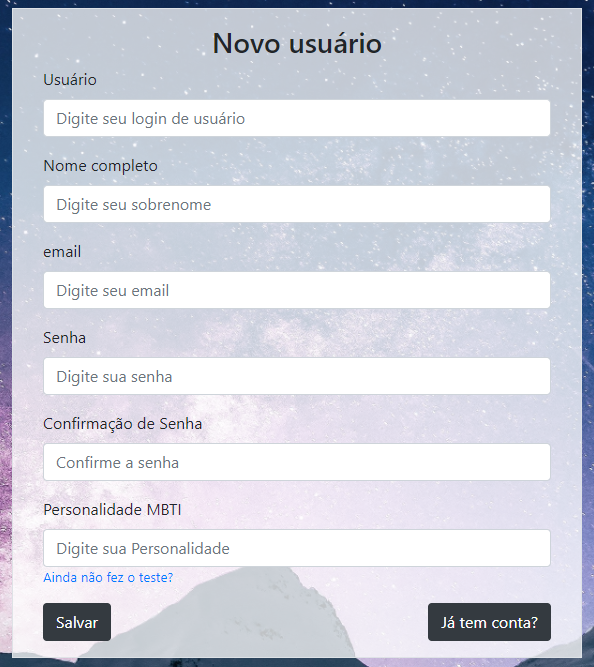 Novo usuário
Usuário
Digite seu login de usuário
Nome completo
Digite seu sobrenome
email
Digite seu email
Senha
Digite sua senha
Confirmação de Senha
Confirme a senha
Personalidade MBTI
Digite sua Personalidade
Ainda não fez o teste?
Salvar
Já tem conta?